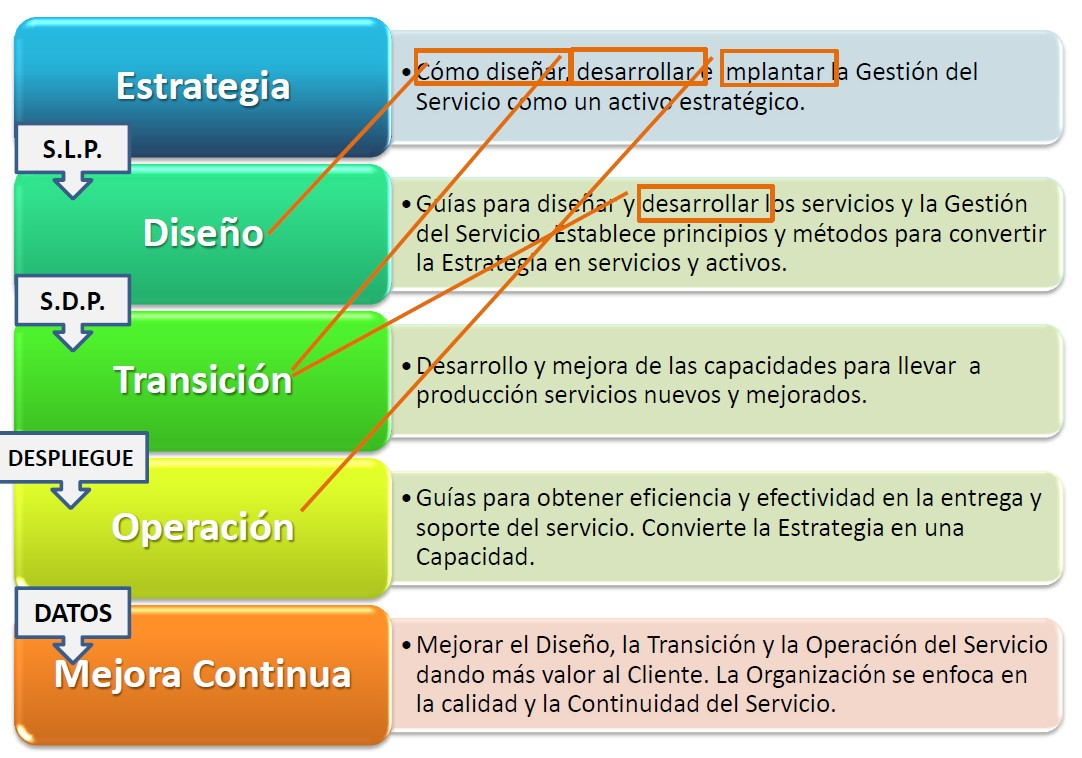 Estrategia
• Cómo diseñar, desarrollar e implantar la Gestión del
Servicio como un activo estratégico.
S.L.P.
Diseño
• Guías para diseñar y desarrollar los servicios y la Gestión
del Servicio. Establece principios y métodos para convertir
la Estrategia en servicios y activos.
S.D.P.
Transición
• Desarrollo y mejora de las capacidades para llevar a
producción servicios nuevos y mejorados.
DESPLIEGUE
Operación
• Guías para obtener eficiencia y efectividad en la entrega y
soporte del servicio. Convierte la Estrategia en una
Capacidad.
DATOS
Mejora Continua
• Mejorar el Diseño, la Transición y la Operación del Servicio
dando más valor al Cliente. La Organización se enfoca en
la calidad y la Continuidad del Servicio.